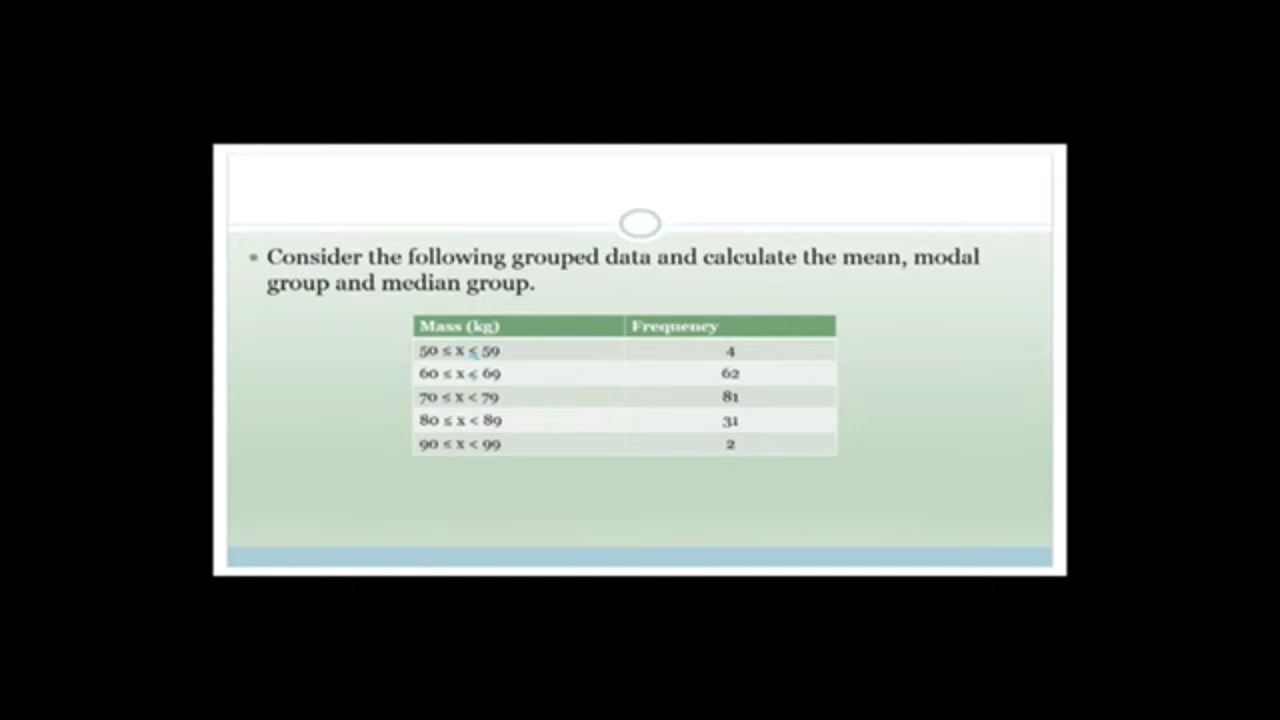 • Consider the following grouped data and calculate the mean, modal
group and median group.
Mass (kg) Frequency
50 ≤ x ≤ 59 4
60 ≤ x ≤ 69 62
70 ≤ x < 79 81
80 ≤ x < 89 31
90 ≤ x < 99 2